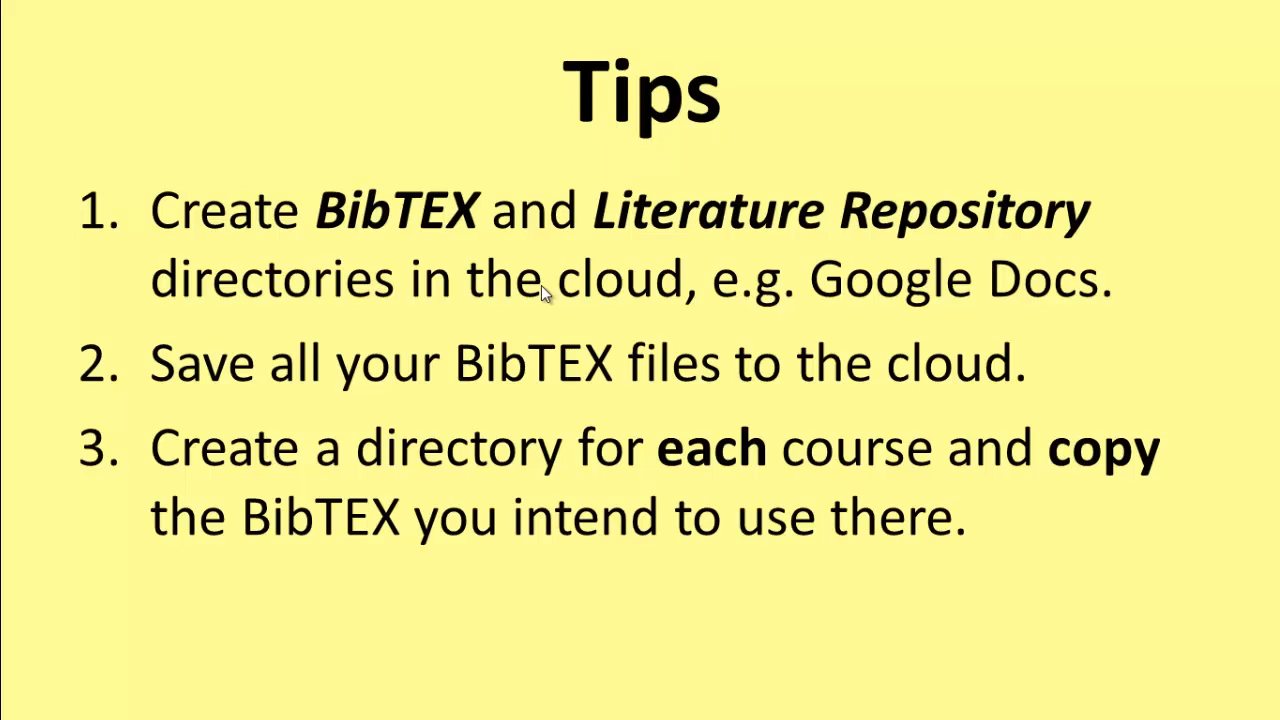 Tips
1. Create BibTEX and Literature Repository
directories in the cloud, e.g. Google Docs.
2. Save all your BibTEX files to the cloud.
3. Create a directory for each course and copy
the BibTEX you intend to use there.